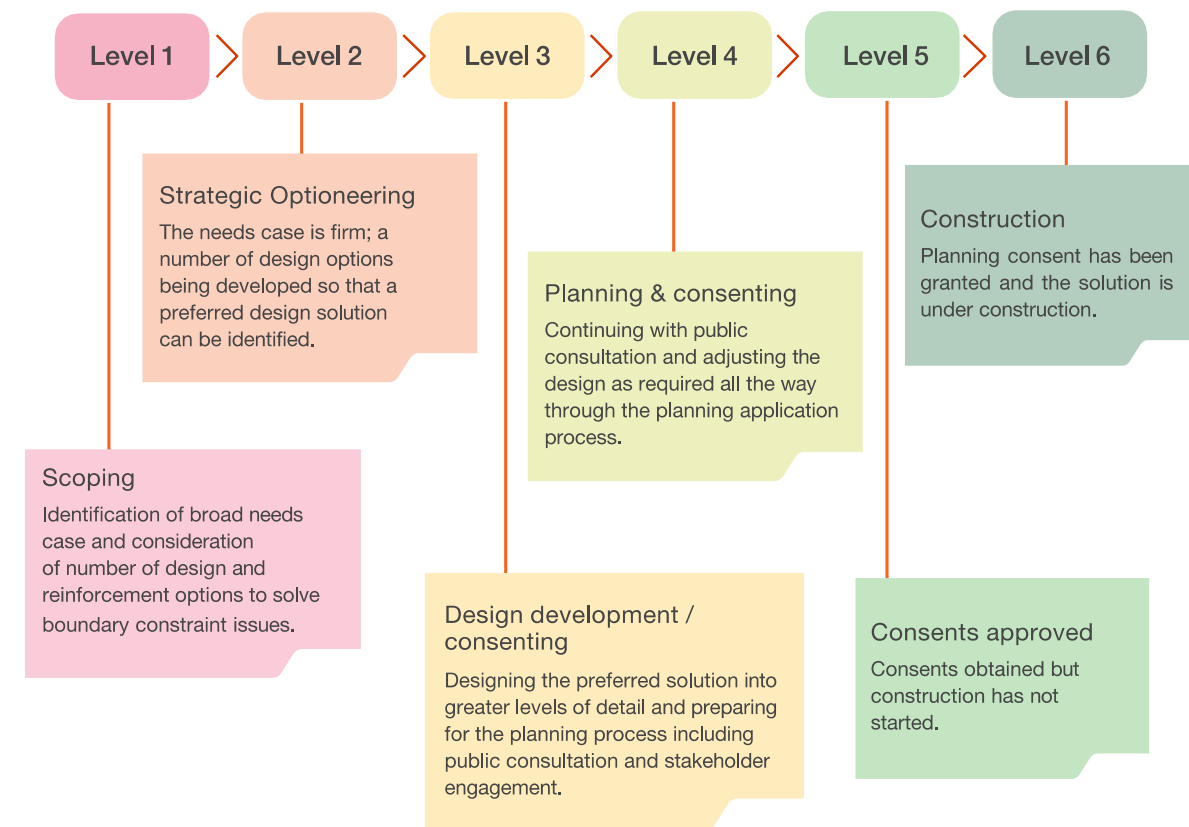 Level 1
Level 2
Level 3
Level 4
Level 5
Level 6
Scoping
Identification of broad needs
case and consideration
of number of design and
reinforcement options to solve
boundary constraint issues.
Strategic Optioneering
The needs case is firm; a
number of design options
being developed so that a
preferred design solution
can be identified.
Design development /
consenting
Designing the preferred solution into
greater levels of detail and preparing
for the planning process including
public consultation and stakeholder
engagement.
Planning & consenting
Continuing with public
consultation and adjusting the
design as required all the way
through the planning application
process.
Consents approved
Consents obtained but
construction has not
started.
Construction
Planning consent has been
granted and the solution is
under construction.